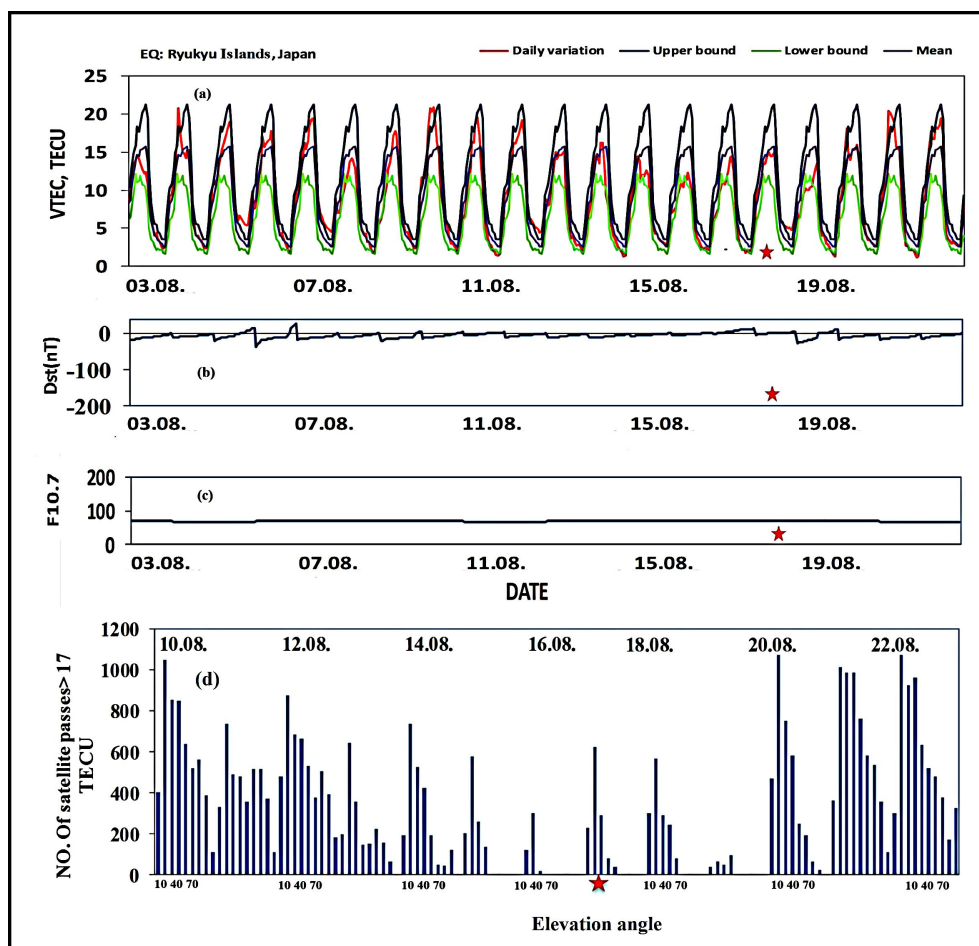 EQ: Ryukyu Islands, Japan
Daily variation Upper bound Lower bound Mean
(a)
VTEC, TECU
25
20
15
10
5
0
03.08. 07.08. 11.08. 15.08. 19.08.
Dst(nT)
0
-100
-200
(b)
03.08. 07.08. 11.08. 15.08. 19.08.
F10.7
200
100
0
(c)
03.08. 07.08. 11.08. 15.08. 19.08.
DATE
NO. Of satellite passes> 17
TECU
1200
1000
800
600
400
200
0
10.08. 12.08. 14.08. 16.08. 18.08. 20.08. 22.08.
(d)
10 40 70 10 40 70 10 40 70 10 40 70 10 40 70 10 40 70 10 40 70
Elevation angle